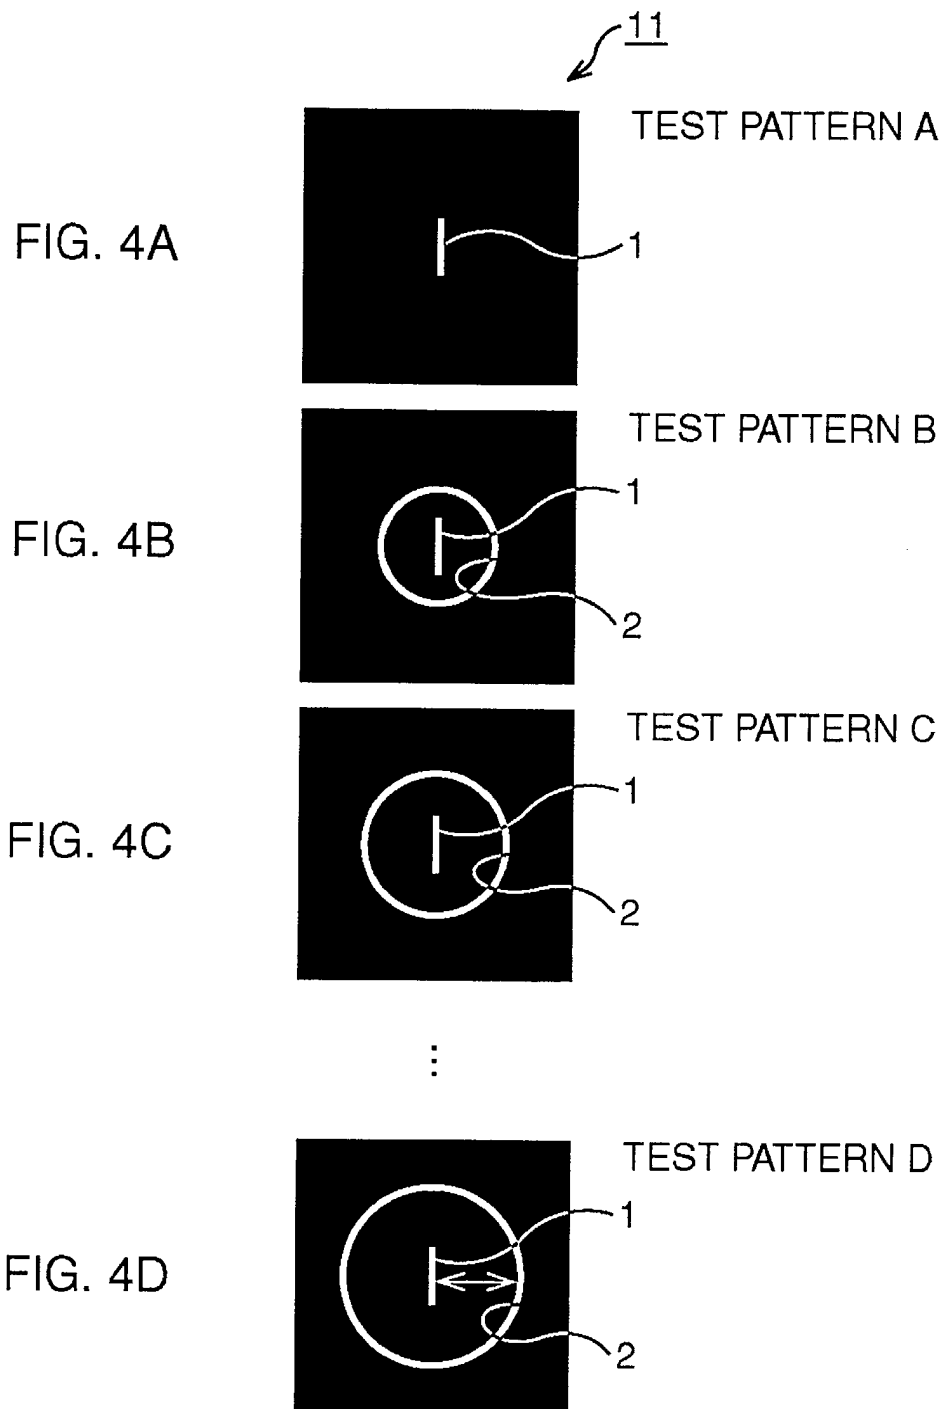 11
TEST PATTERN A
FIG. 4A
1
TEST PATTERN B
1
FIG. 4B
2
TEST PATTERN C
1
FIG. 4C
2
...
TEST PATTERN D
1
FIG. 4D
2